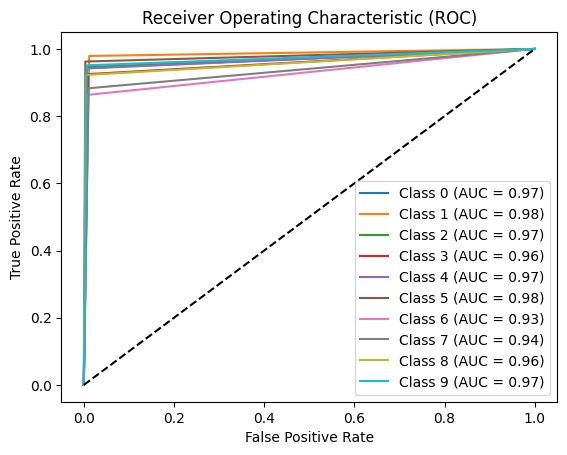 Receiver Operating Characteristic (ROC)
1.0
0.8
0.6
0.4
0.2
0.0
True Positive Rate
Class 0 (AUC = 0.97)
Class 1 (AUC = 0.98)
Class 2 (AUC = 0.97)
Class 3 (AUC = 0.96)
Class 4 (AUC = 0.97)
Class 5 (AUC = 0.98)
Class 6 (AUC = 0.93)
Class 7 (AUC = 0.94)
Class 8 (AUC = 0.96)
Class 9 (AUC = 0.97)
0.0 0.2 0.4 0.6 0.8 1.0
False Positive Rate